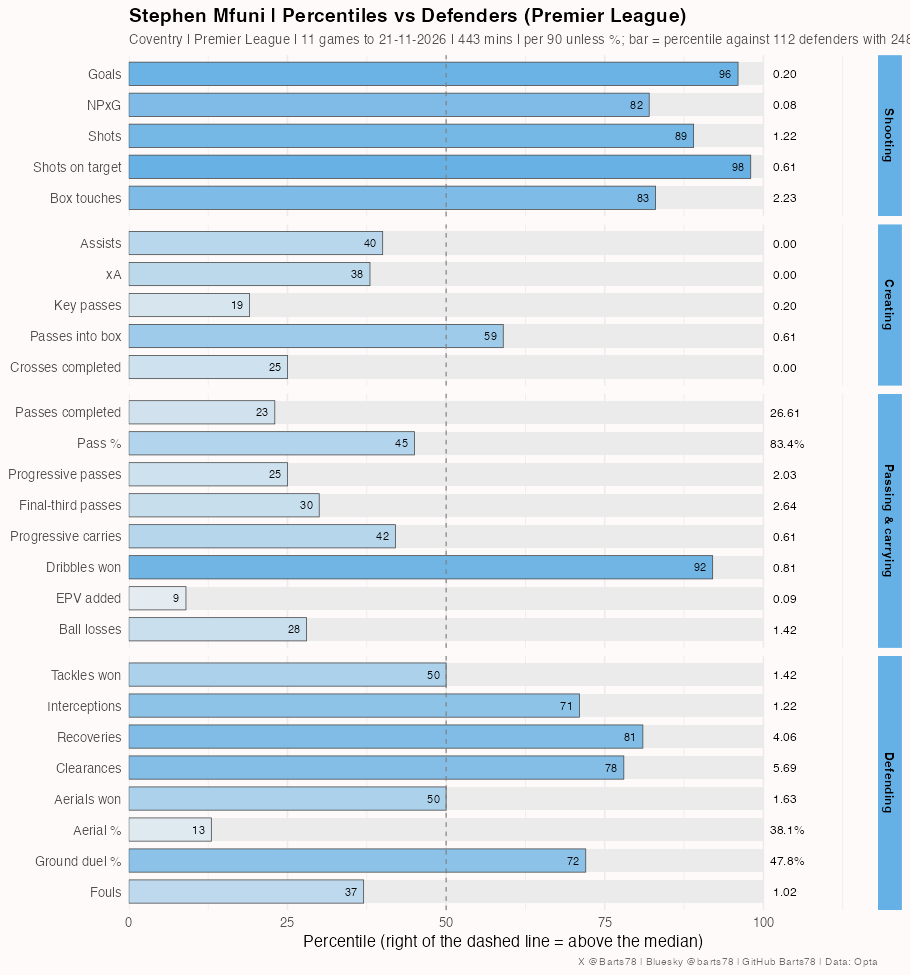 Stephen Mfuni | Percentiles vs Defenders (Premier League)
Coventry | Premier League | 11 games to 21-11-2026 | 443 mins | per 90 unless %; bar = percentile against 112 defenders with 248
Goals 96 0.20
NPxG 82 0.08
Shots 89 1.22
Shots on target 98 0.61
Box touches 83 2.23
Shooting
Assists 40 0.00
xA 38 0.00
Key passes 19 0.20
Passes into box 59 0.61
Crosses completed 25 0.00
Creating
Passes completed 23 26.61
Pass % 45 83.4%
Progressive passes 25 2.03
Final-third passes 30 2.64
Progressive carries 42 0.61
Dribbles won 92 0.81
EPV added 9 0.09
Ball losses 28 1.42
Passing & carrying
Tackles won 50 1.42
Interceptions 71 1.22
Recoveries 81 4.06
Clearances 78 5.69
Aerials won 50 1.63
Aerial % 13 38.1%
Ground duel % 72 47.8%
Fouls 37 1.02
Defending
0 25 50 75 100
Percentile (right of the dashed line = above the median)
X @Barts78 | Bluesky @barts78 | GitHub Barts78 | Data: Opta